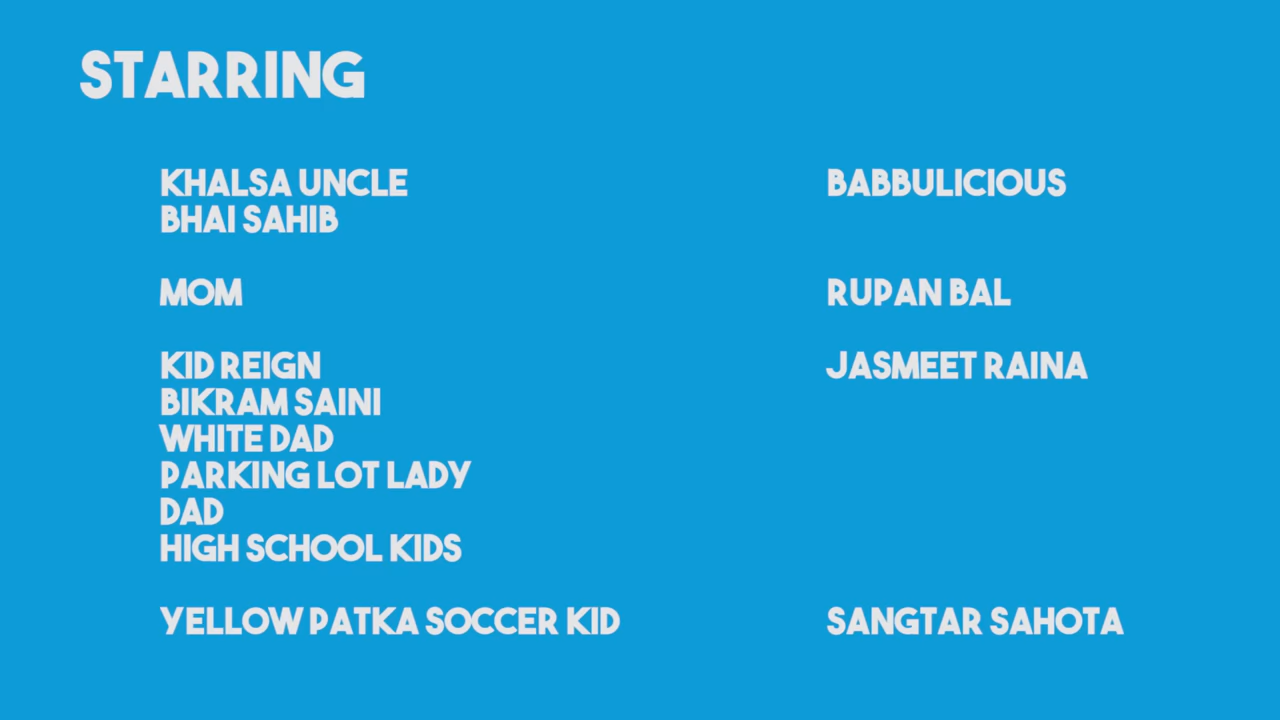 STARRING
KHALSA UNCLE BABBULICIOUS
BHAI SAHIB
MOM RUPAN BAL
KID REIGN JASMEET RAINA
BIKRAM SAINI
WHITE DAD
PARKING LOT LADY
DAD
HIGH SCHOOL KIDS
YELLOW PATKA SOCCER KID SANGTAR SAHOTA